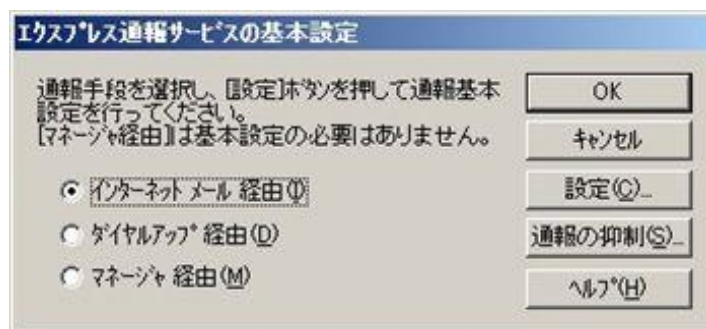 エクスプレス通報サービスの基本設定
通報手段を選択し、[設定]ボタンを押して通報基本
設定を行ってください。
[マネージャ経由]は基本設定の必要はありません。
インターネット メール 経由(I)
ダイヤルアップ 経由(D)
マネージャ 経由(M)
OK
キャンセル
設定(C)...
通報の抑制(S)...
ヘルプ(H)